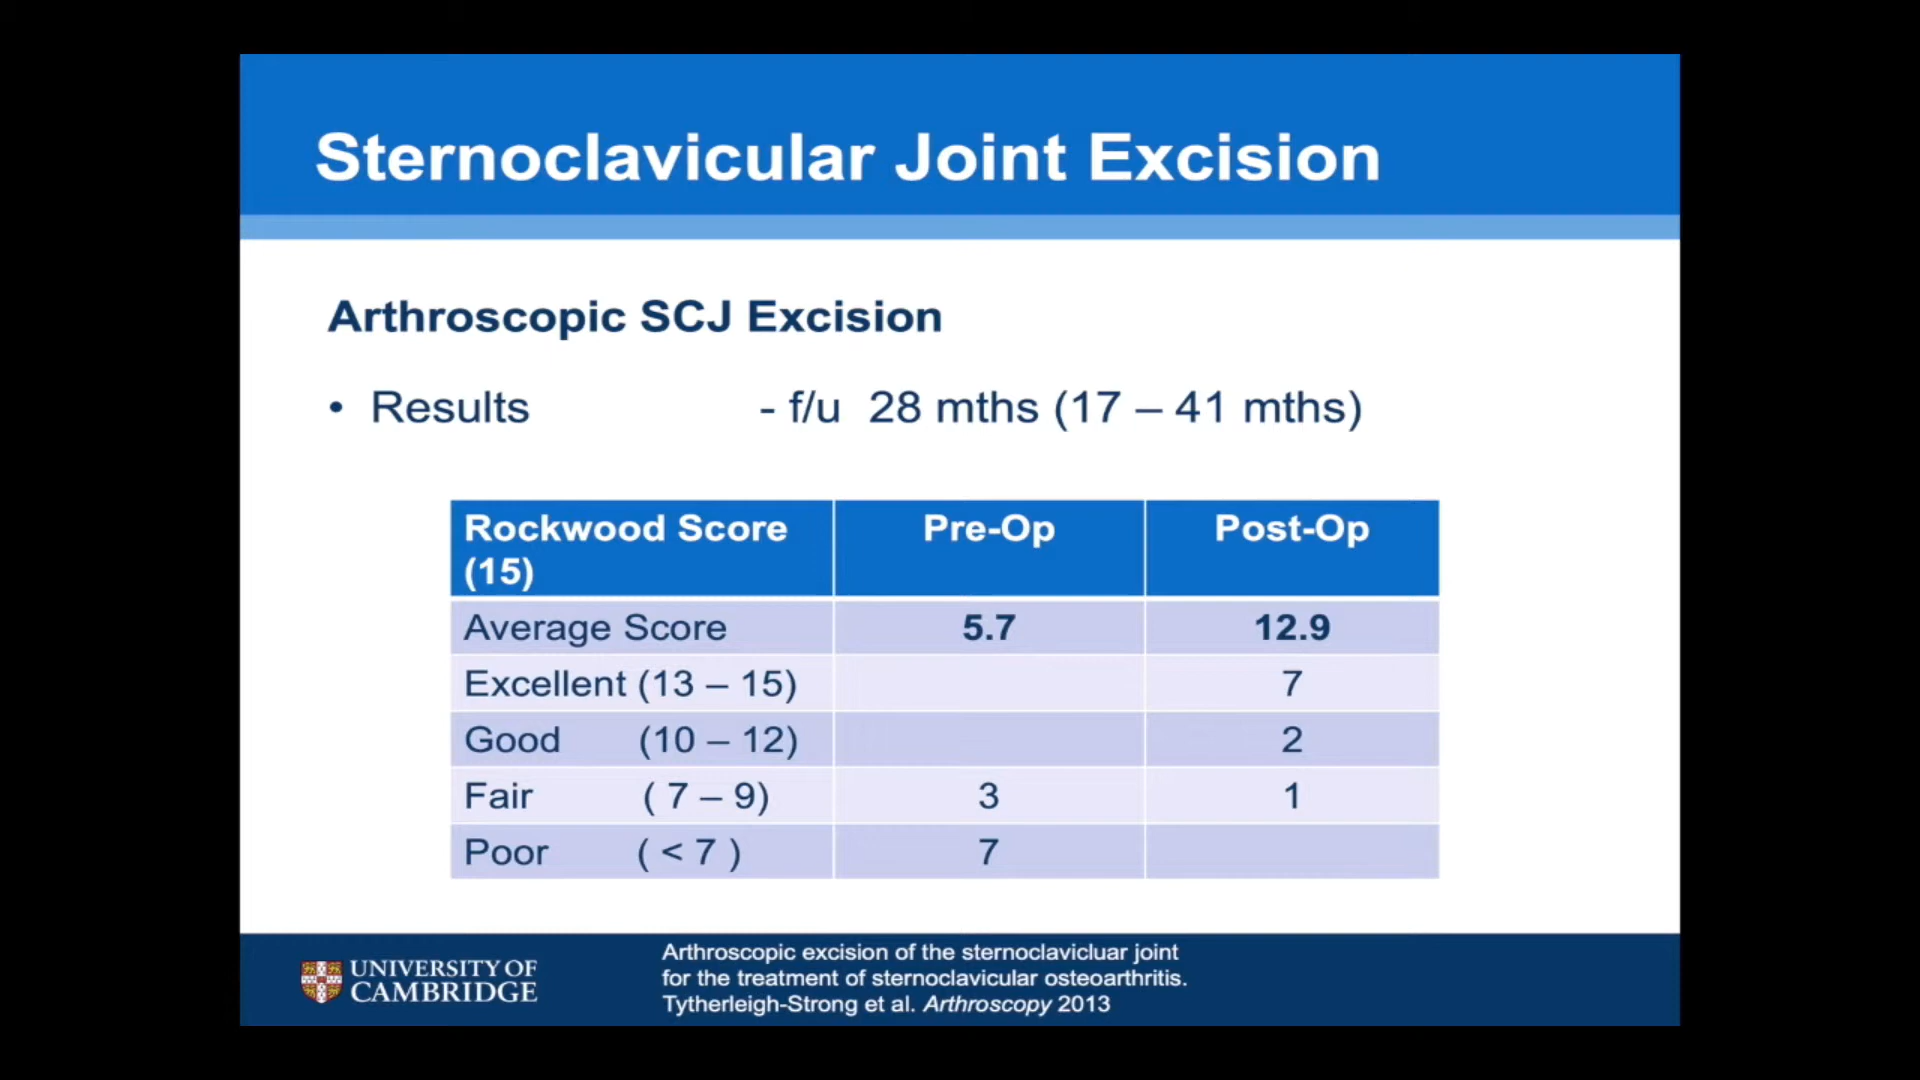 Sternoclavicular Joint Excision
Arthroscopic SCJ Excision
• Results - f/u 28 mths (17 – 41 mths)
Rockwood Score (15) Pre-Op Post-Op
Average Score 5.7 12.9
Excellent (13 – 15) 7
Good (10 – 12) 2
Fair ( 7 – 9) 3 1
Poor ( < 7 ) 7
UNIVERSITY OF
CAMBRIDGE
Arthroscopic excision of the sternoclavicluar joint
for the treatment of sternoclavicular osteoarthritis.
Tytherleigh-Strong et al. Arthroscopy 2013